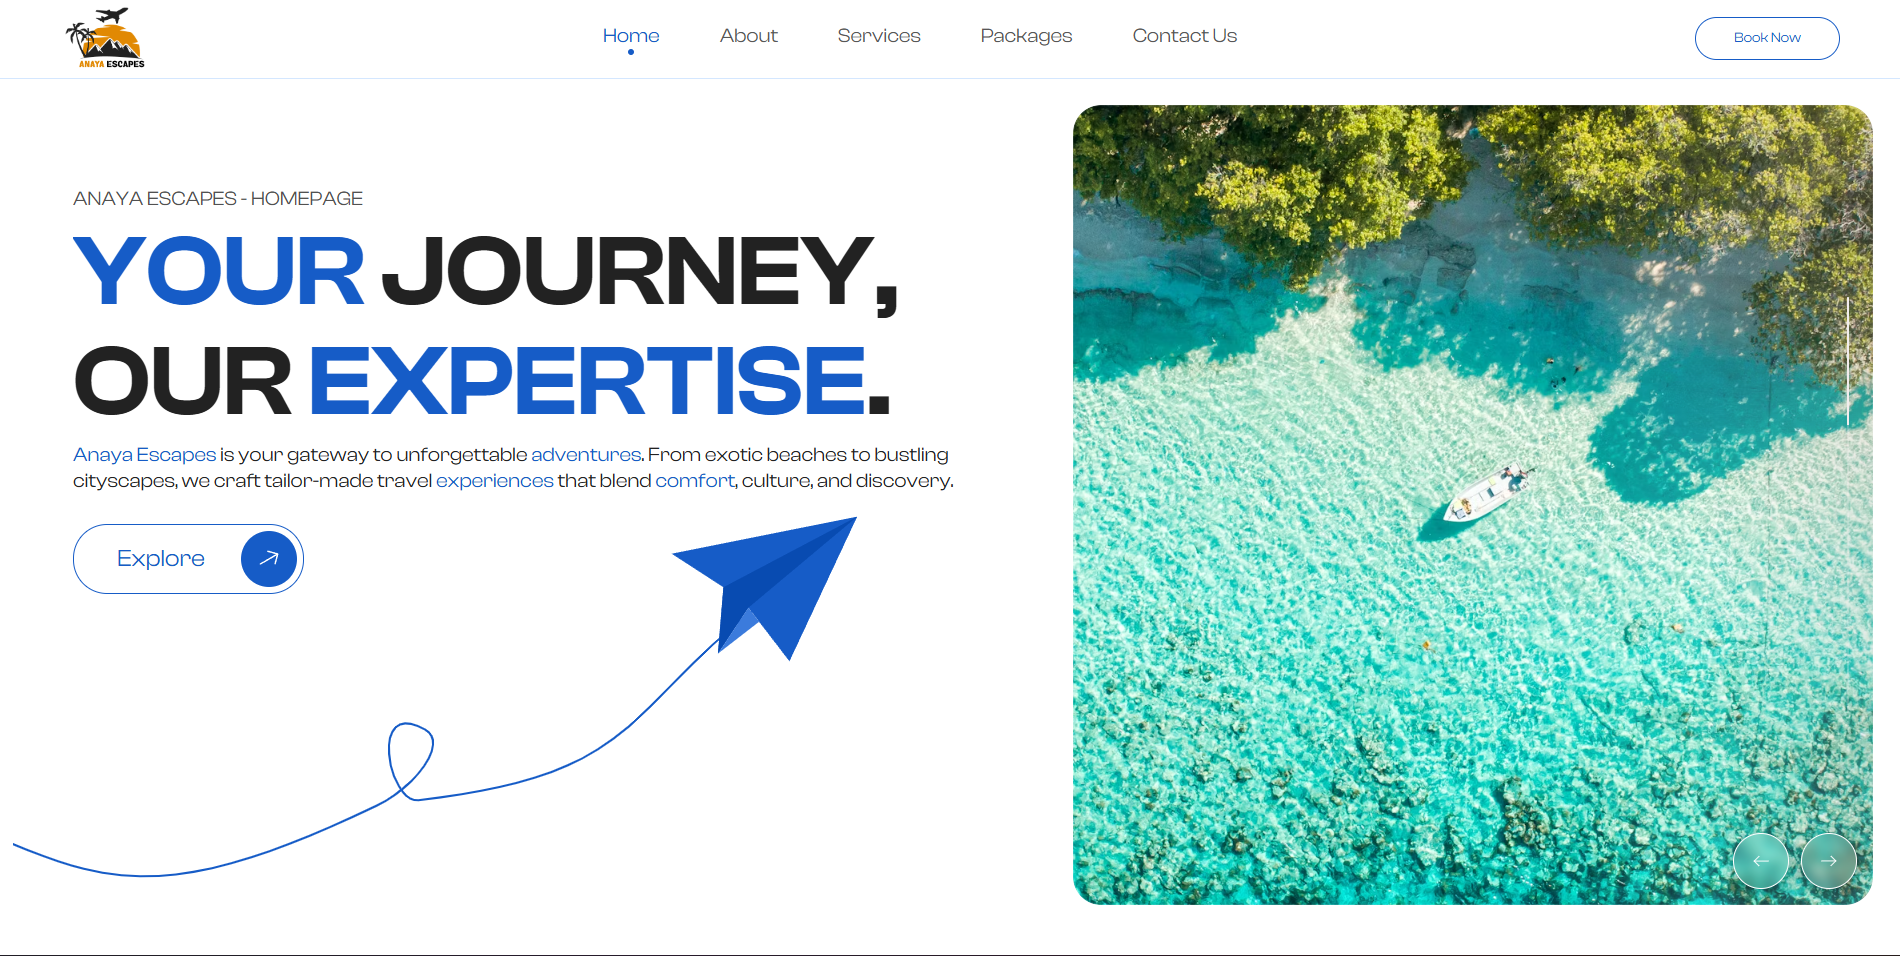 ANAYA ESCAPES
Home About Services Packages Contact Us
Book Now
ANAYA ESCAPES - HOMEPAGE
YOUR JOURNEY,
OUR EXPERTISE.
Anaya Escapes is your gateway to unforgettable adventures. From exotic beaches to bustling
cityscapes, we craft tailor-made travel experiences that blend comfort, culture, and discovery.
Explore